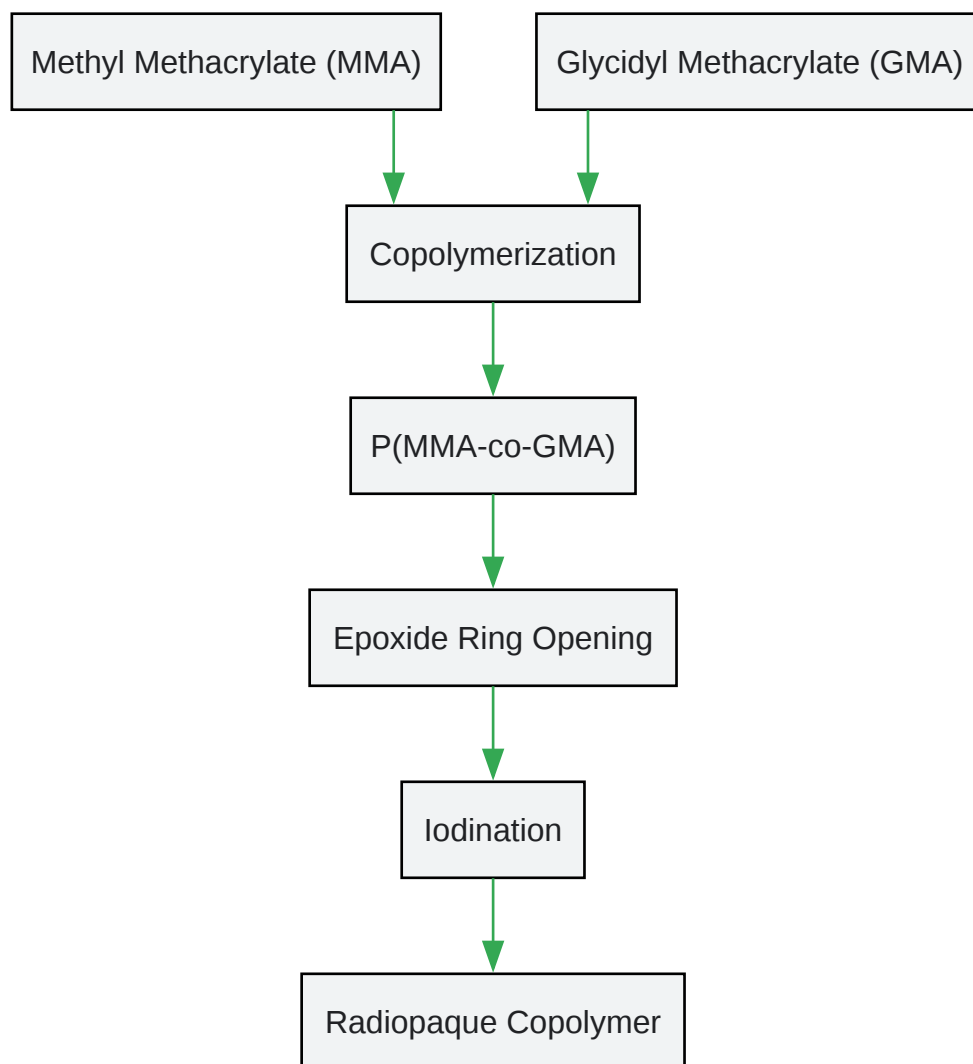 Methyl Methacrylate (MMA)
Glycidyl Methacrylate (GMA)
Copolymerization
P(MMA-co-GMA)
Epoxide Ring Opening
Iodination
Radiopaque Copolymer